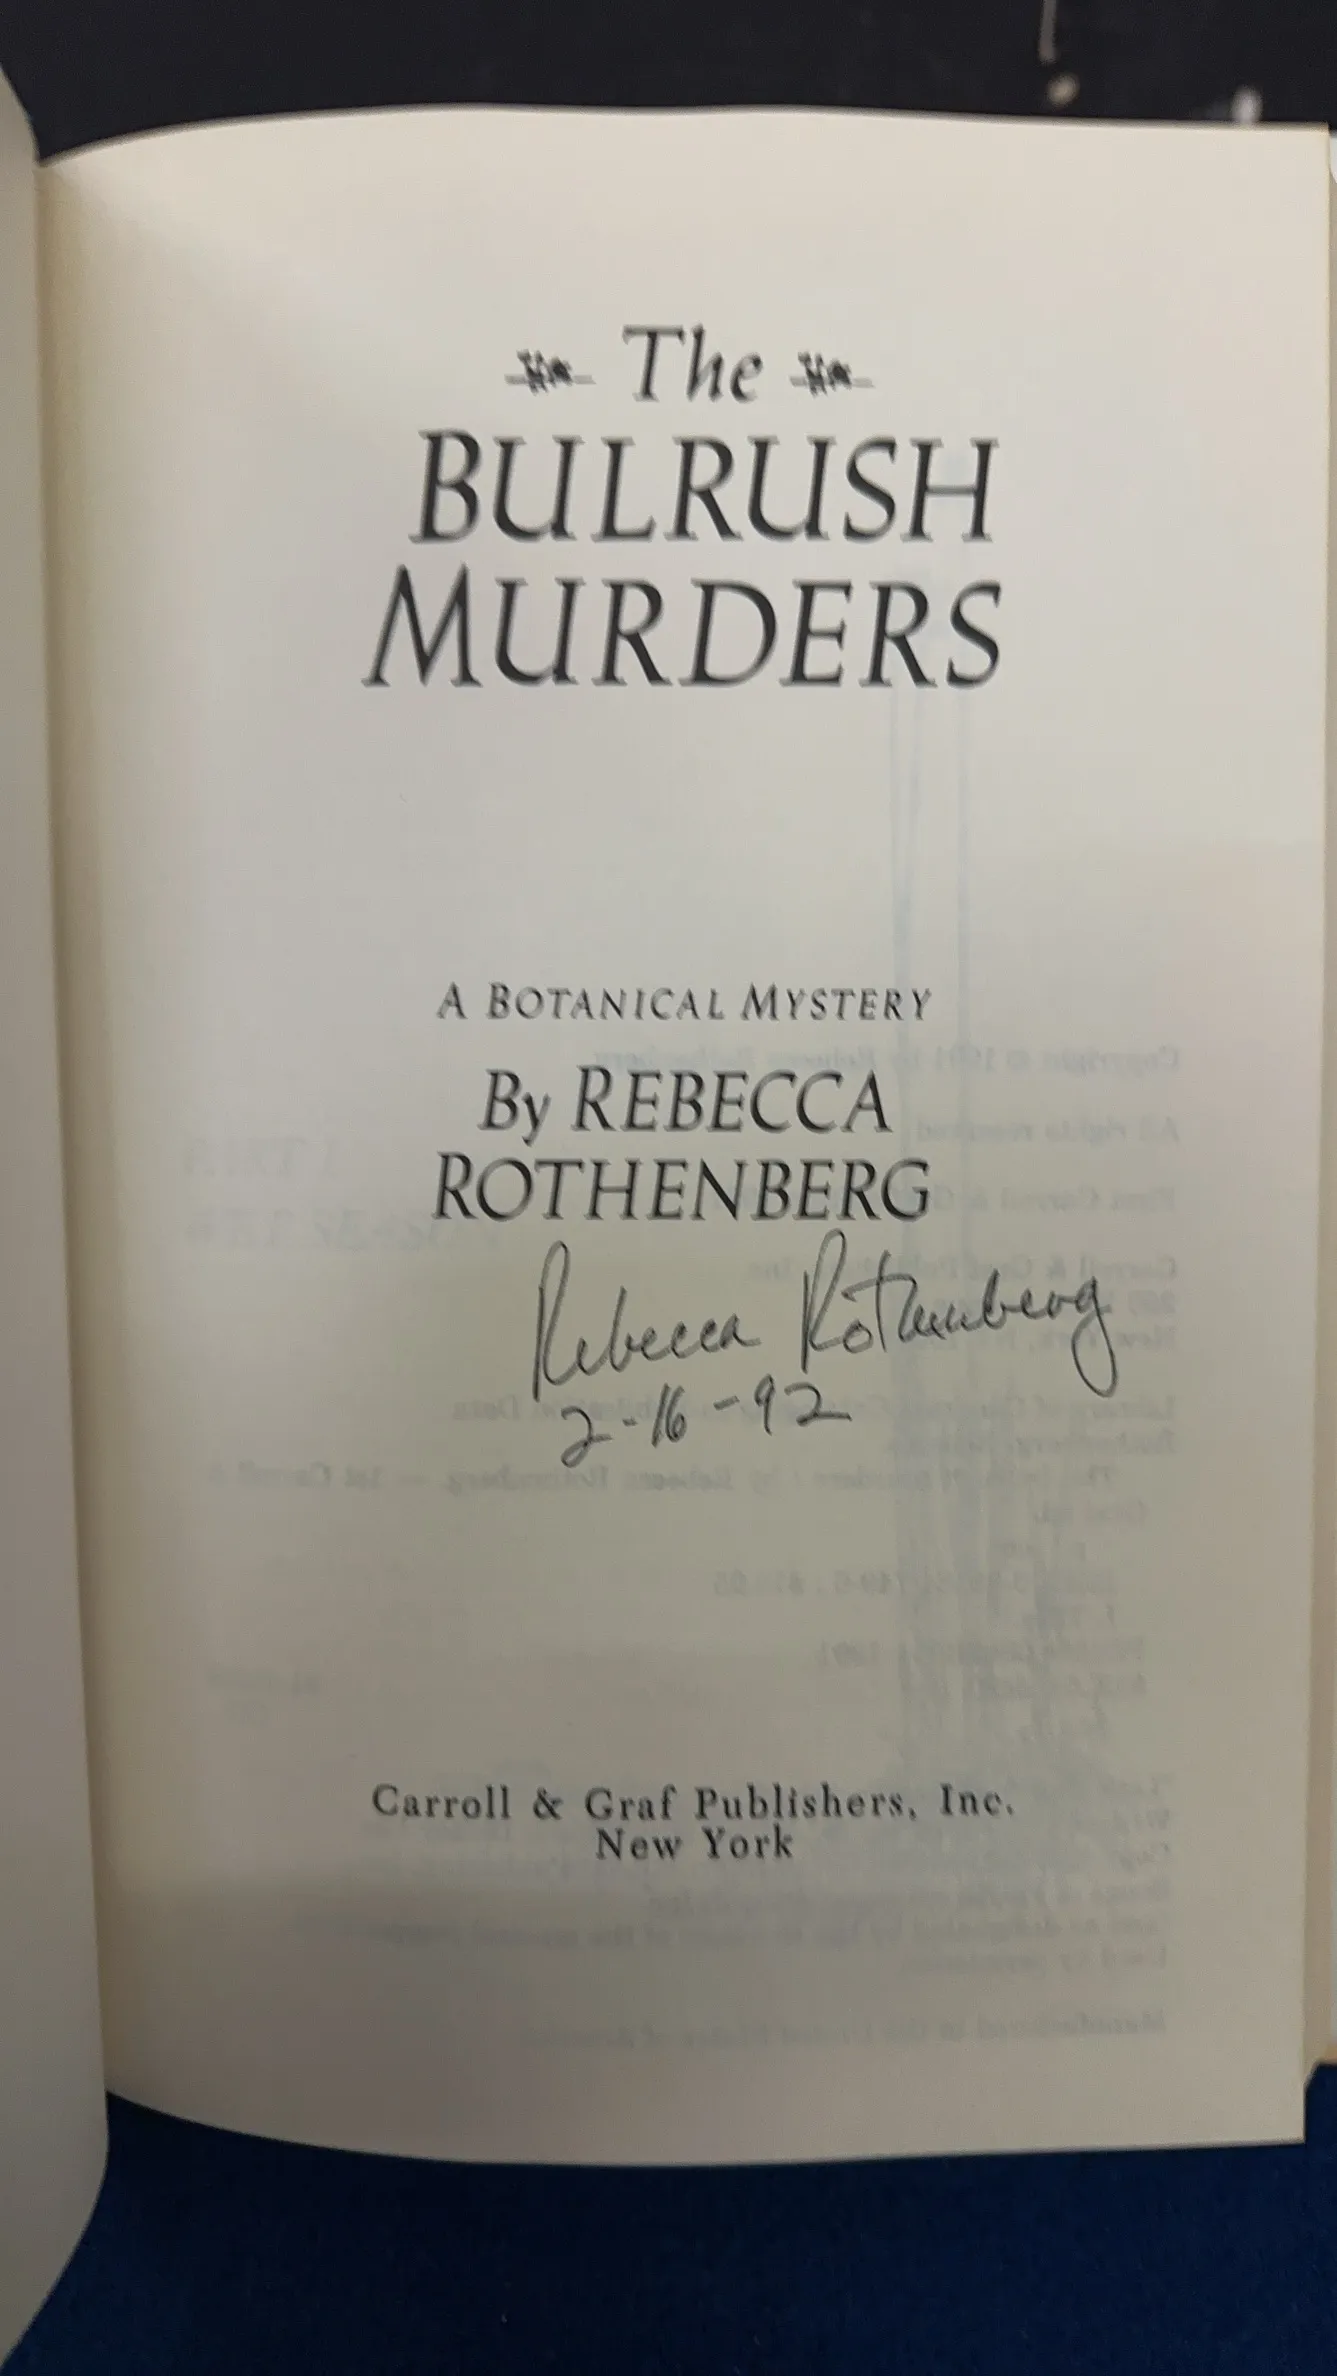 The
BULRUSH
MURDERS
A BOTANICAL MYSTERY
By REBECCA
ROTHENBERG
Rebecca Rothenberg
2-16-92
Carroll & Graf Publishers, Inc.
New York